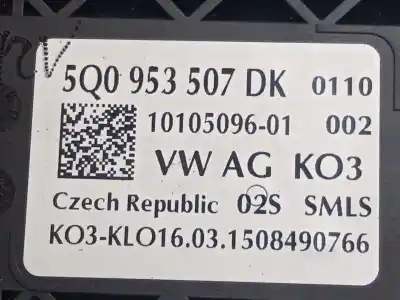 5Q0 953 507 DK 0110
10105096-01 002
VW AG KO3
Czech Republic 02S SMLS
KO3-KLO16.03.1508490766